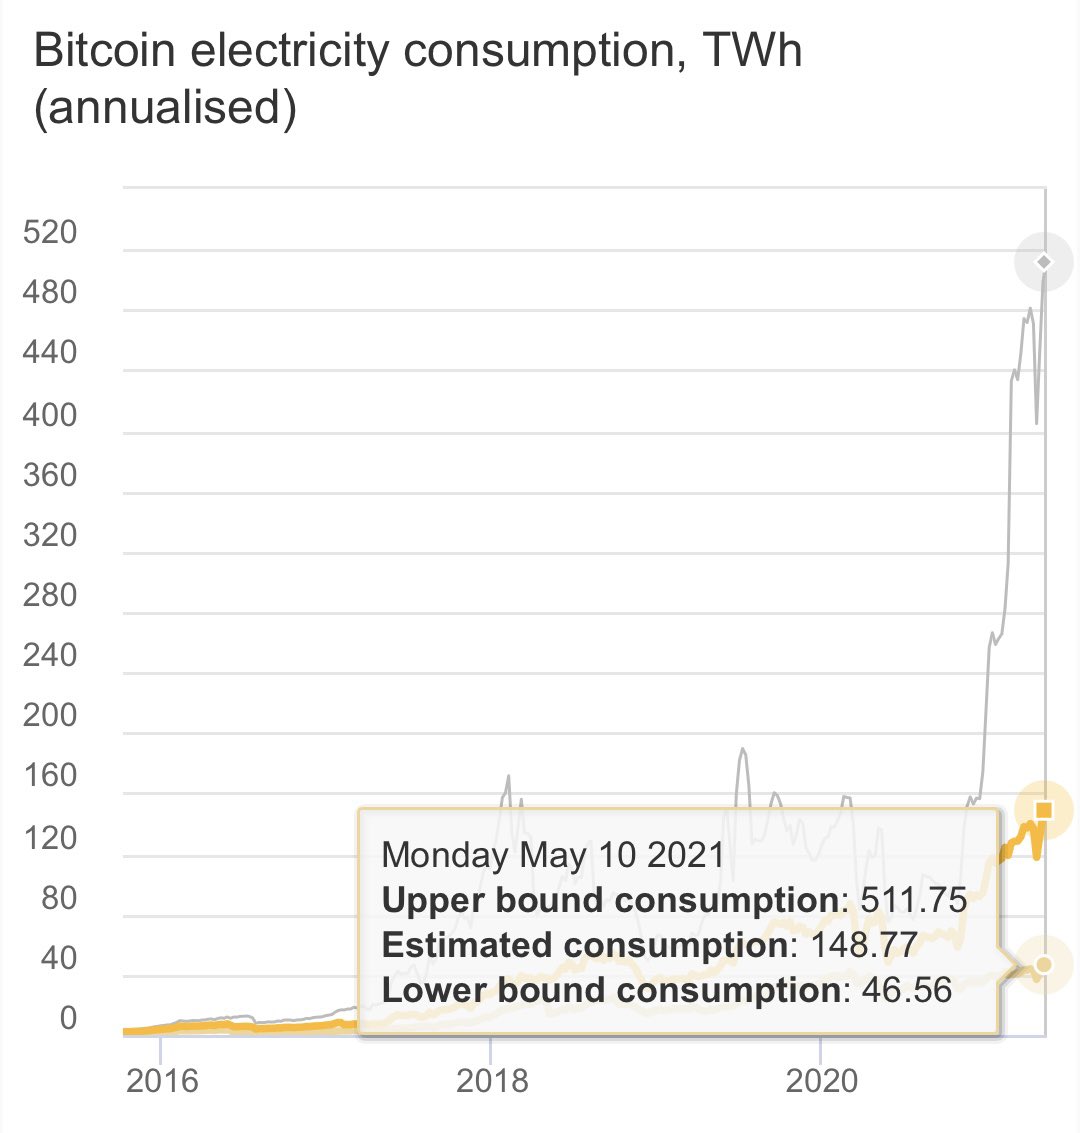 Bitcoin electricity consumption, TWh
(annualised)
520
480
440
400
360
320
280
240
200
160
120
80
40
0
Monday May 10 2021
Upper bound consumption: 511.75
Estimated consumption: 148.77
Lower bound consumption: 46.56
2016
2018
2020